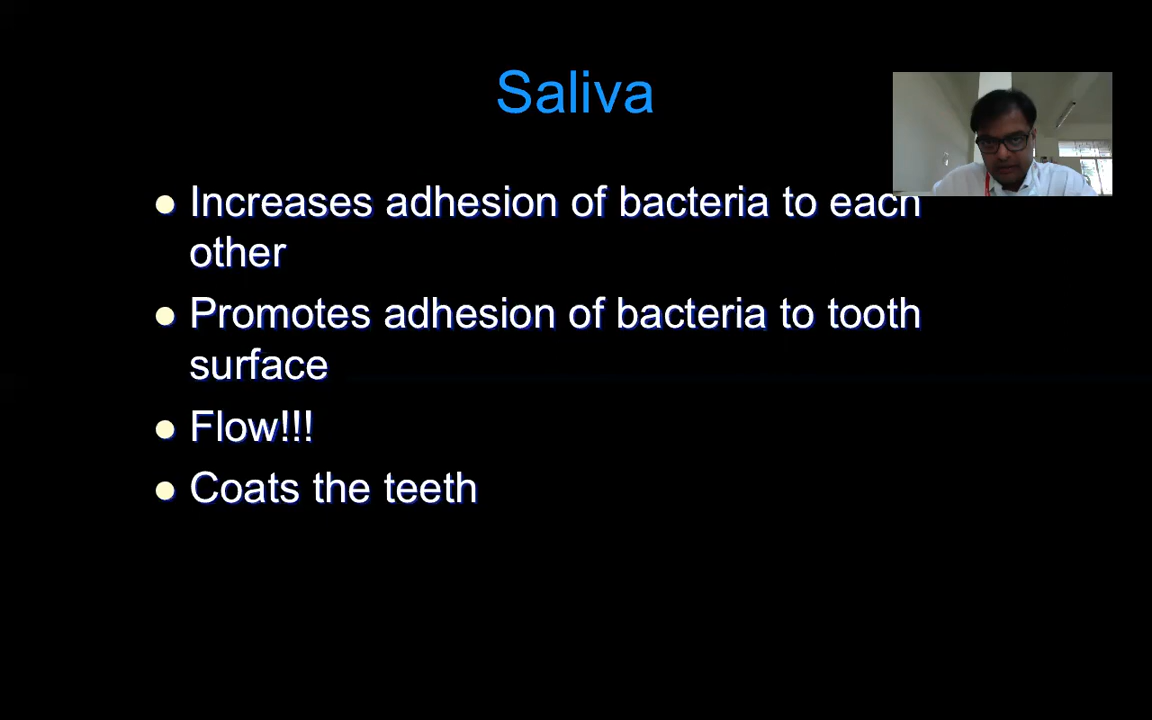 Saliva
Increases adhesion of bacteria to each
other
Promotes adhesion of bacteria to tooth
surface
Flow!!!
Coats the teeth